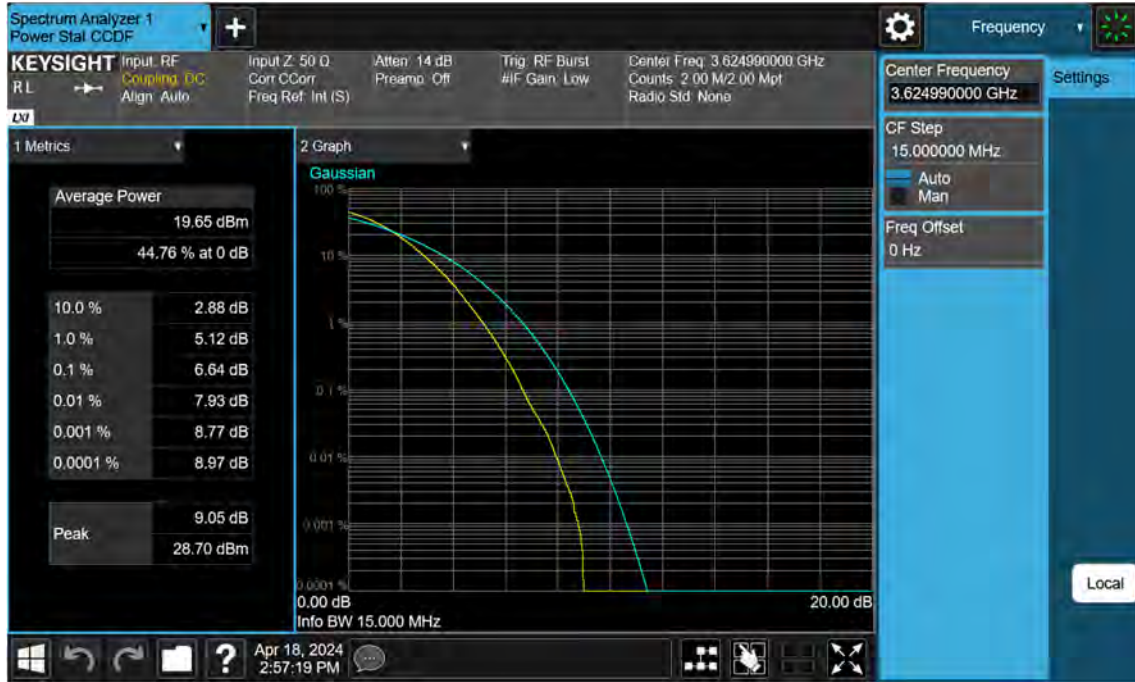 Spectrum Analyzer 1
Power Stat CCDF
+
Frequency
KEYSIGHT
RL
LXI
Input: RF
Coupling: DC
Align: Auto
Input Z: 50 Ω
Corr CCorr
Freq Ref: Int (S)
Atten: 14 dB
Preamp: Off
Trig: RF Burst
#IF Gain: Low
Center Freq: 3.624990000 GHz
Counts: 2.00 M/2.00 Mpt
Radio Std: None
Center Frequency
3.624990000 GHz
Settings
CF Step
15.000000 MHz
Auto
Man
Freq Offset
0 Hz
1 Metrics
Average Power
19.65 dBm
44.76 % at 0 dB
10.0 % 2.88 dB
1.0 % 5.12 dB
0.1 % 6.64 dB
0.01 % 7.93 dB
0.001 % 8.77 dB
0.0001 % 8.97 dB
Peak
9.05 dB
28.70 dBm
2 Graph
Gaussian
100 %
10 %
1 %
0.1 %
0.01 %
0.001 %
0.0001 %
0.00 dB 20.00 dB
Info BW 15.000 MHz
Local
?
Apr 18, 2024
2:57:19 PM